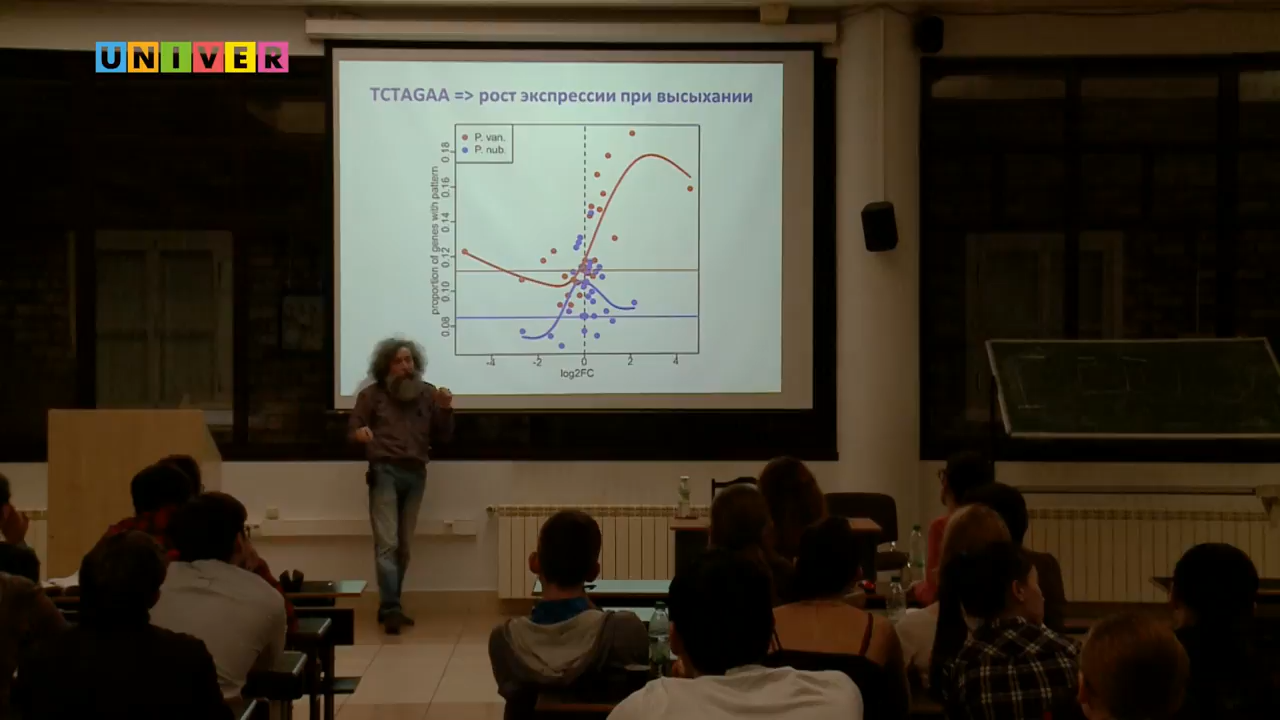 UNIVER
TCTAGAA => рост экспрессии при высыхании
P. van.
P. nub.
proportion of genes with pattern
0.08 0.10 0.12 0.14 0.16 0.18
-4 -2 0 2 4
log2FC